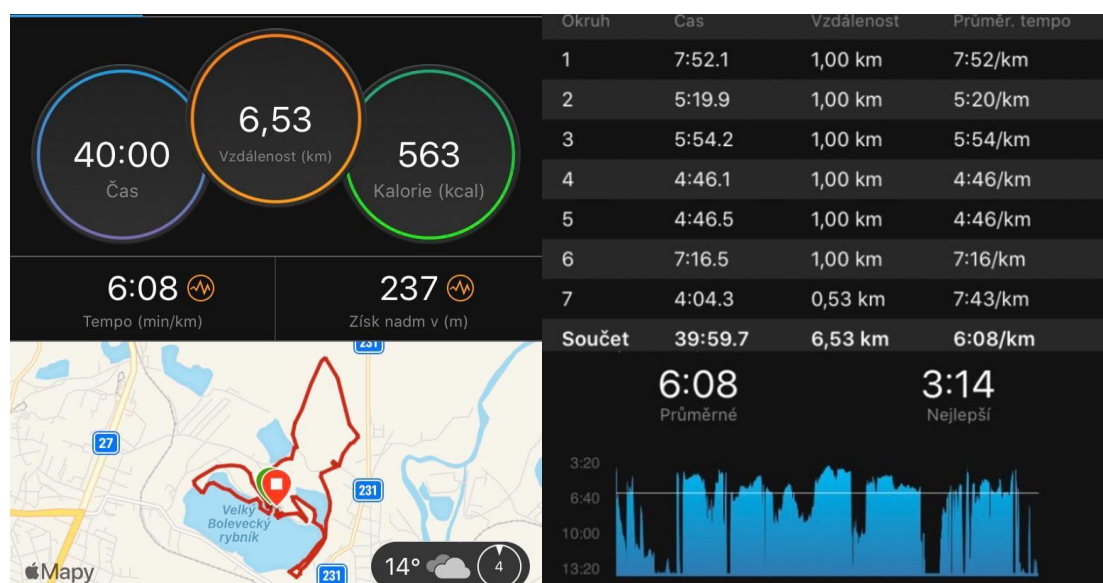 40:00
Čas
6,53
Vzdálenost (km)
563
Kalorie (kcal)
6:08
Tempo (min/km)
237
Získ nadm v (m)
231
27
231
Velký
Bolevecký
rybník
231
Mapy
14°
4
Okruh Čas Vzdálenost Průměr. tempo
1 7:52.1 1,00 km 7:52/km
2 5:19.9 1,00 km 5:20/km
3 5:54.2 1,00 km 5:54/km
4 4:46.1 1,00 km 4:46/km
5 4:46.5 1,00 km 4:46/km
6 7:16.5 1,00 km 7:16/km
7 4:04.3 0,53 km 7:43/km
Součet 39:59.7 6,53 km 6:08/km
6:08
Průměrné
3:14
Nejlepší
3:20
6:40
10:00
13:20